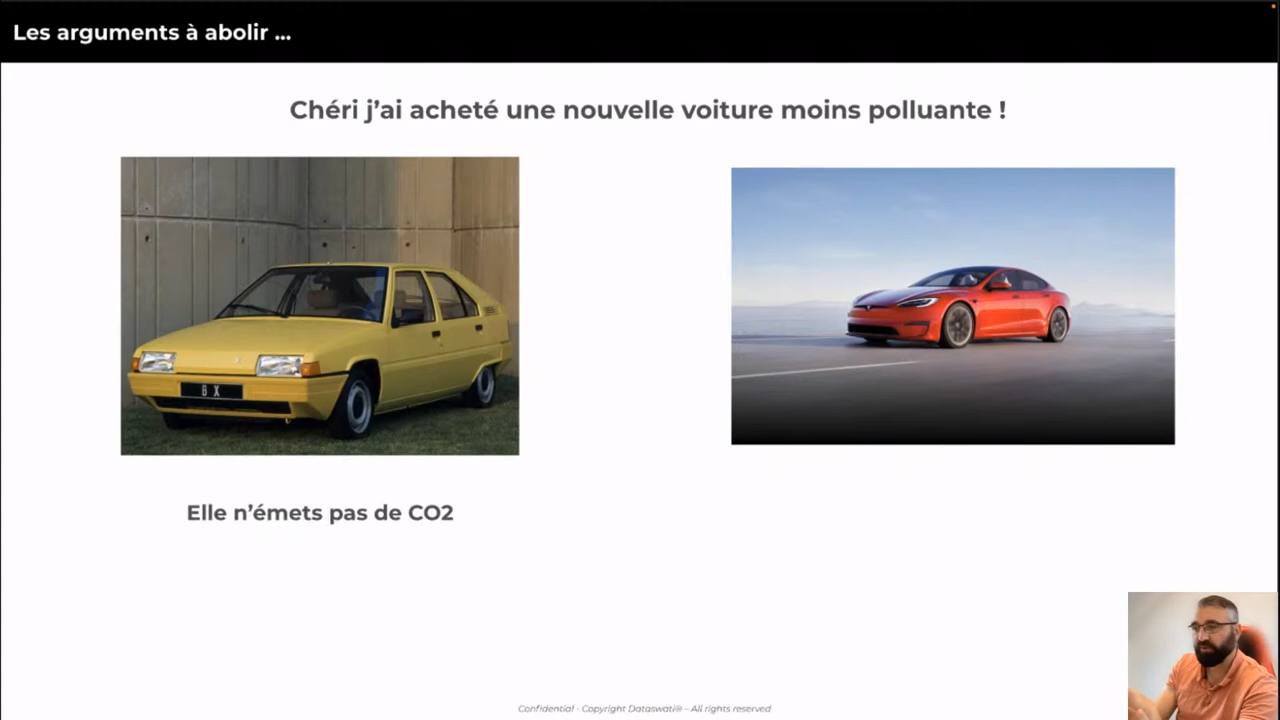 Les arguments à abolir ...
Chéri j’ai acheté une nouvelle voiture moins polluante !
B X
Elle n’émets pas de CO2
Confidential - Copyright Dataswati® – All rights reserved